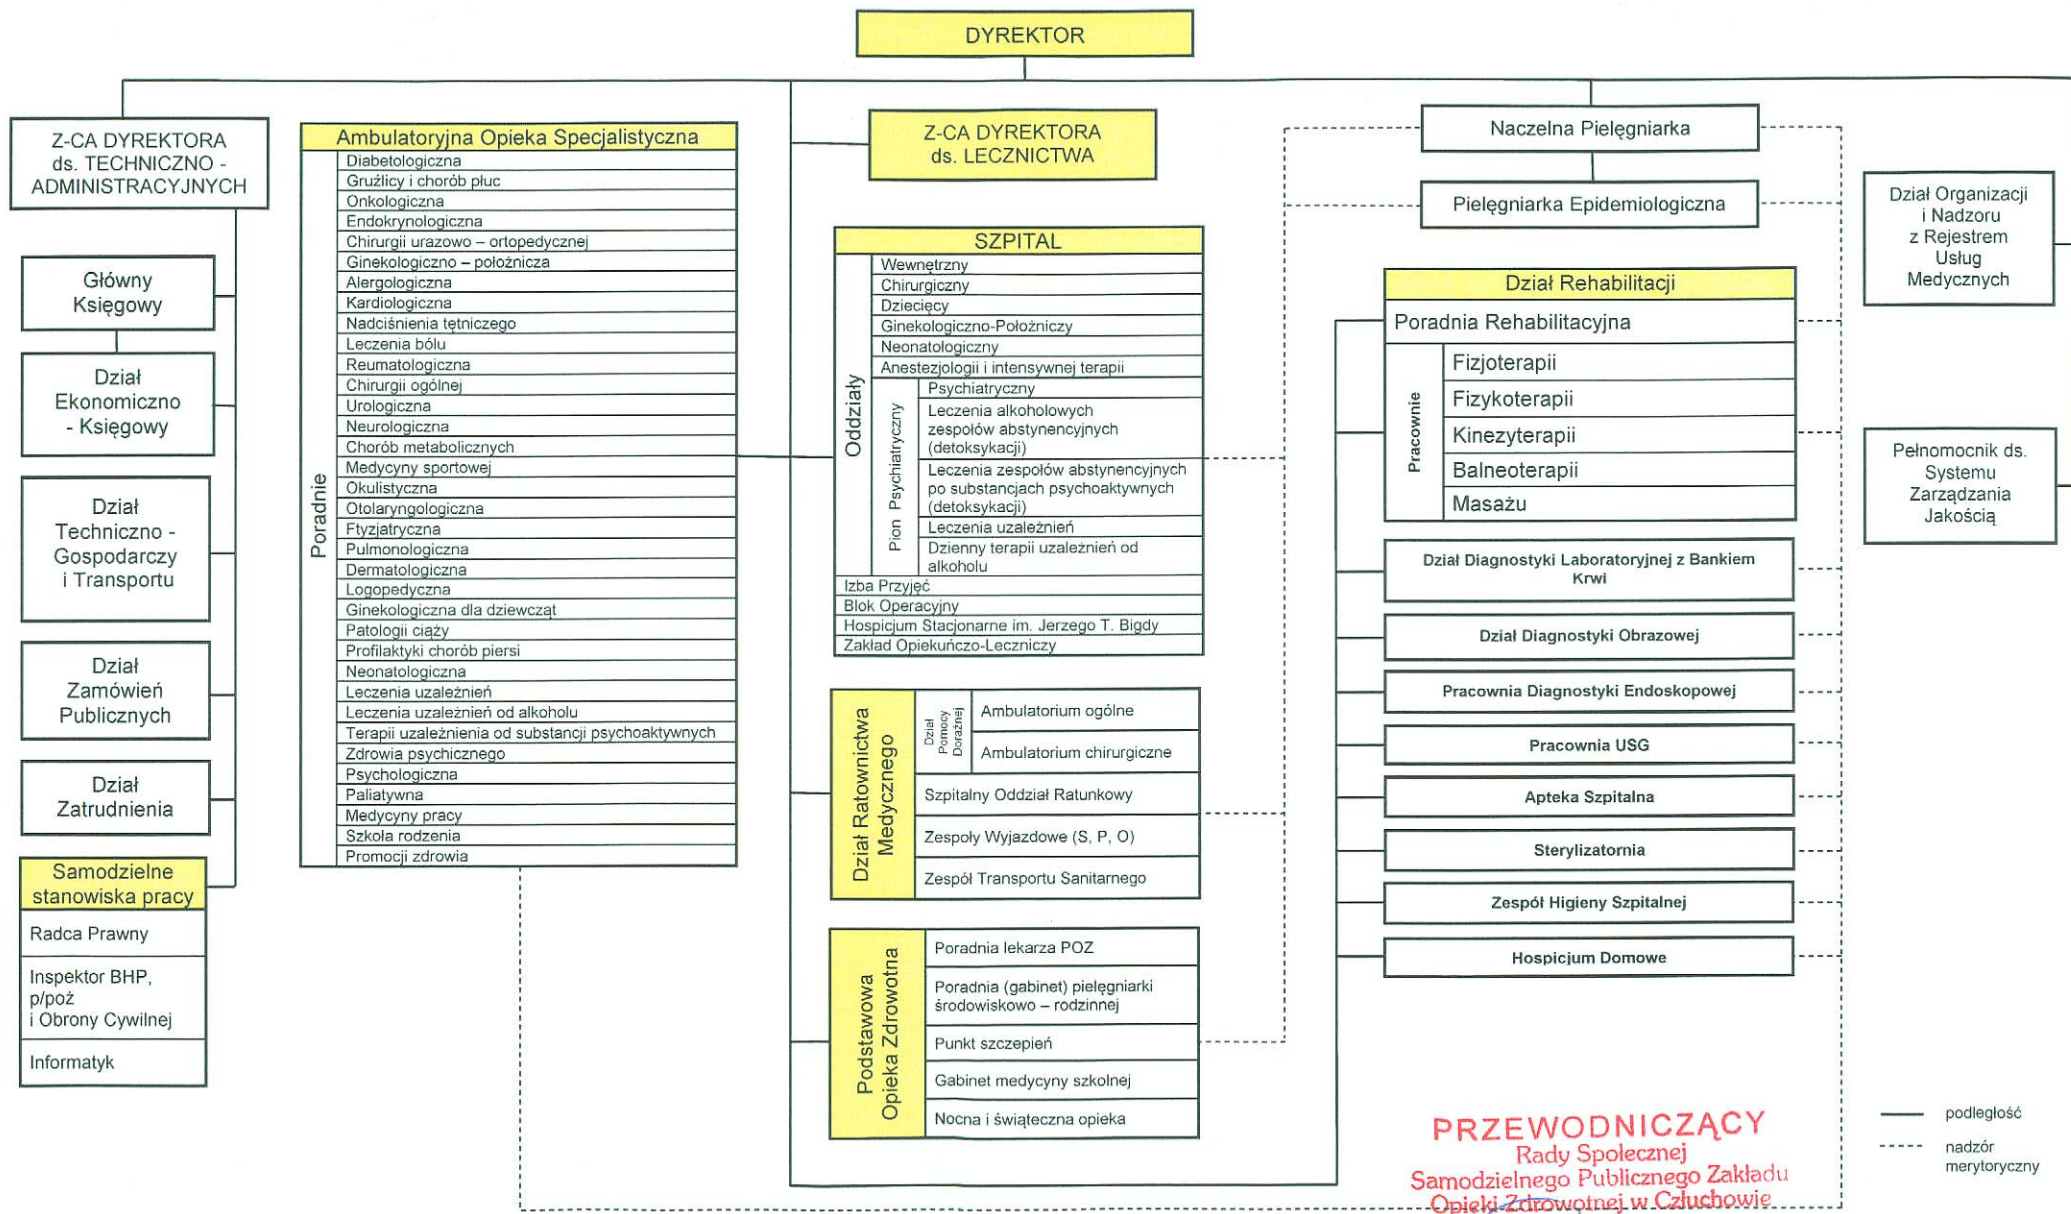 DYREKTOR
Z-CA DYREKTORA
ds. TECHNICZNO -
ADMINISTRACYJNYCH
Główny
Księgowy
Dział
Ekonomiczno
- Księgowy
Dział
Techniczno -
Gospodarczy
i Transportu
Dział
Zamówień
Publicznych
Dział
Zatrudnienia
Samodzielne
stanowiska pracy
Radca Prawny
Inspektor BHP,
p/poż
i Obrony Cywilnej
Informatyk
Ambulatoryjna Opieka Specjalistyczna
Poradnie
Diabetologiczna
Gruźlicy i chorób płuc
Onkologiczna
Endokrynologiczna
Chirurgii urazowo – ortopedycznej
Ginekologiczno – położnicza
Alergologiczna
Kardiologiczna
Nadciśnienia tętniczego
Leczenia bólu
Reumatologiczna
Chirurgii ogólnej
Urologiczna
Neurologiczna
Chorób metabolicznych
Medycyny sportowej
Okulistyczna
Otolaryngologiczna
Ftyzjatryczna
Pulmonologiczna
Dermatologiczna
Logopedyczna
Ginekologiczna dla dziewcząt
Patologii ciąży
Profilaktyki chorób piersi
Neonatologiczna
Leczenia uzależnień
Leczenia uzależnień od alkoholu
Terapii uzależnienia od substancji psychoaktywnych
Zdrowia psychicznego
Psychologiczna
Paliatywna
Medycyny pracy
Szkoła rodzenia
Promocji zdrowia
Z-CA DYREKTORA
ds. LECZNICTWA
SZPITAL
Oddziały
Wewnętrzny
Chirurgiczny
Dziecięcy
Ginekologiczno-Położniczy
Neonatologiczny
Anestezjologii i intensywnej terapii
Pion Psychiatryczny
Psychiatryczny
Leczenia alkoholowych
zespołów abstynencyjnych
(detoksykacji)
Leczenia zespołów abstynencyjnych
po substancjach psychoaktywnych
(detoksykacji)
Leczenia uzależnień
Dzienny terapii uzależnień od
alkoholu
Izba Przyjęć
Blok Operacyjny
Hospicjum Stacjonarne im. Jerzego T. Bigdy
Zakład Opiekuńczo-Leczniczy
Dział Ratownictwa
Medycznego
Dział
Pomocy
Doraźnej
Ambulatorium ogólne
Ambulatorium chirurgiczne
Szpitalny Oddział Ratunkowy
Zespoły Wyjazdowe (S, P, O)
Zespół Transportu Sanitarnego
Podstawowa
Opieka Zdrowotna
Poradnia lekarza POZ
Poradnia (gabinet) pielęgniarki
środowiskowo – rodzinnej
Punkt szczepień
Gabinet medycyny szkolnej
Nocna i świąteczna opieka
Naczelna Pielęgniarka
Pielęgniarka Epidemiologiczna
Dział Rehabilitacji
Poradnia Rehabilitacyjna
Pracownie
Fizjoterapii
Fizykoterapii
Kinezyterapii
Balneoterapii
Masażu
Dział Diagnostyki Laboratoryjnej z Bankiem
Krwi
Dział Diagnostyki Obrazowej
Pracownia Diagnostyki Endoskopowej
Pracownia USG
Apteka Szpitalna
Sterylizatornia
Zespół Higieny Szpitalnej
Hospicjum Domowe
Dział Organizacji
i Nadzoru
z Rejestrem
Usług
Medycznych
Pełnomocnik ds.
Systemu
Zarządzania
Jakością
podległość
nadzór
merytoryczny
PRZEWODNICZĄCY
Rady Społecznej
Samodzielnego Publicznego Zakładu
Opieki Zdrowotnej w Człuchowie